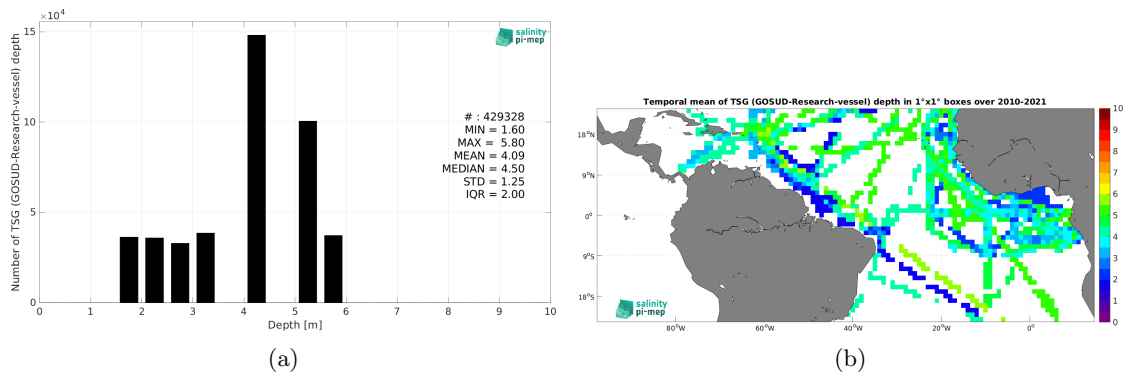 ×10⁴
15
10
5
0
Number of TSG (GOSUD-Research-vessel) depth
0 1 2 3 4 5 6 7 8 9 10
Depth [m]
salinity
pi-mep
# : 429328
MIN = 1.60
MAX = 5.80
MEAN = 4.09
MEDIAN = 4.50
STD = 1.25
IQR = 2.00
(a)
Temporal mean of TSG (GOSUD-Research-vessel) depth in 1°x1° boxes over 2010-2021
18°N
9°N
0°
9°S
18°S
80°W 60°W 40°W 20°W 0°
salinity
pi-mep
10
9
8
7
6
5
4
3
2
1
0
(b)